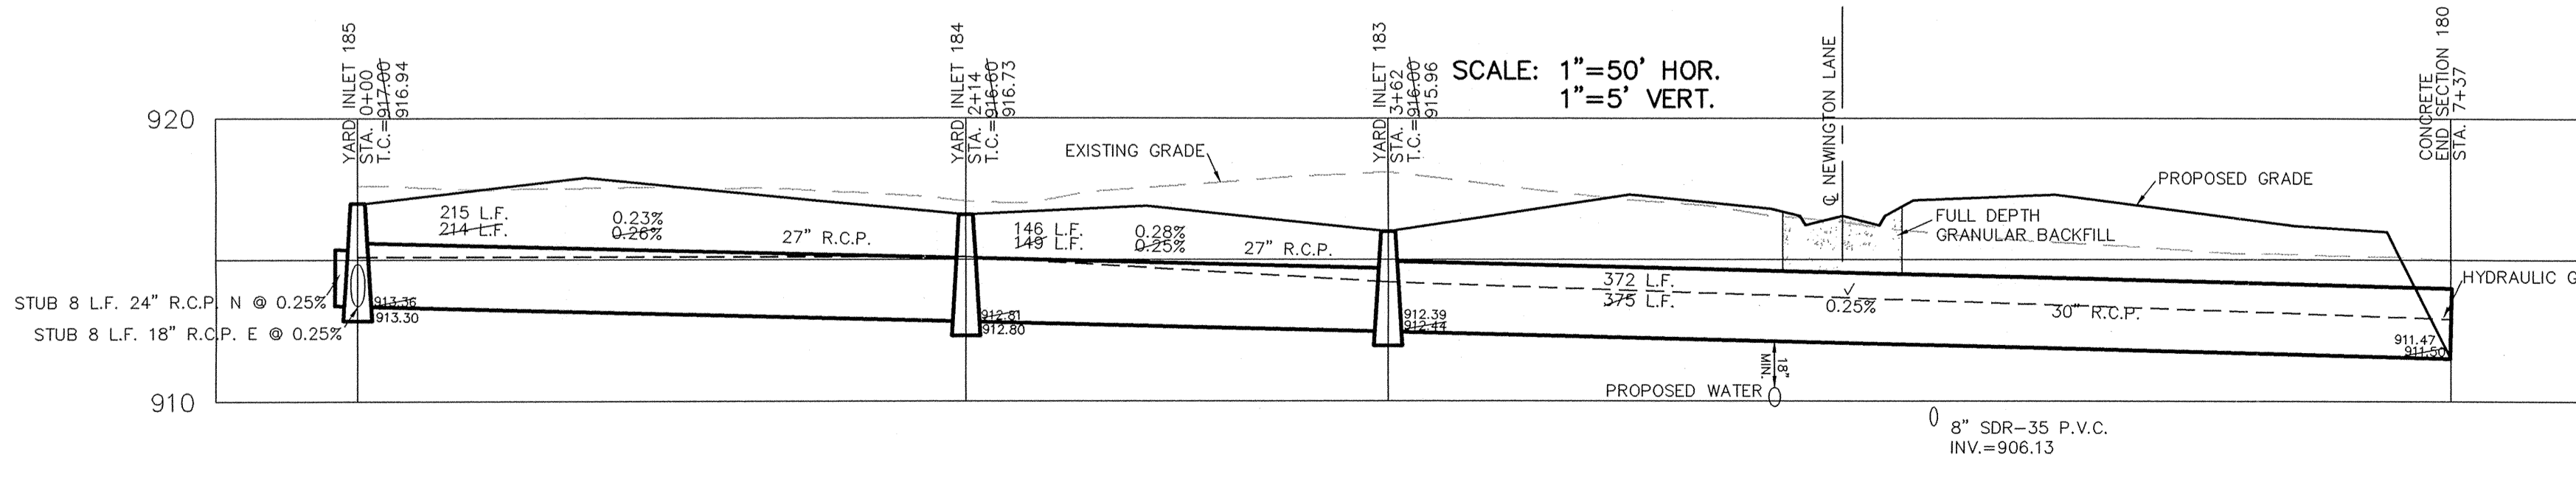 YARD INLET 185
STA. 0+00
T.C.=917.00
916.94
YARD INLET 184
STA. 2+14
T.C.=916.60
916.73
YARD INLET 183
STA. 3+62
T.C.=916.00
915.96
SCALE: 1"=50' HOR.
1"=5' VERT.
℄ NEWINGTON LANE
CONCRETE
END SECTION 180
STA. 7+37
920
EXISTING GRADE
PROPOSED GRADE
215 L.F.
214 L.F.
0.23%
0.26%
27" R.C.P.
146 L.F.
149 L.F.
0.28%
0.25%
27" R.C.P.
FULL DEPTH
GRANULAR BACKFILL
372 L.F.
375 L.F.
✓
0.25%
30" R.C.P.
HYDRAULIC G
STUB 8 L.F. 24" R.C.P. N @ 0.25%
STUB 8 L.F. 18" R.C.P. E @ 0.25%
913.36
913.30
912.81
912.80
912.39
912.44
911.47
911.50
18"
MIN.
PROPOSED WATER
910
8" SDR-35 P.V.C.
INV.=906.13